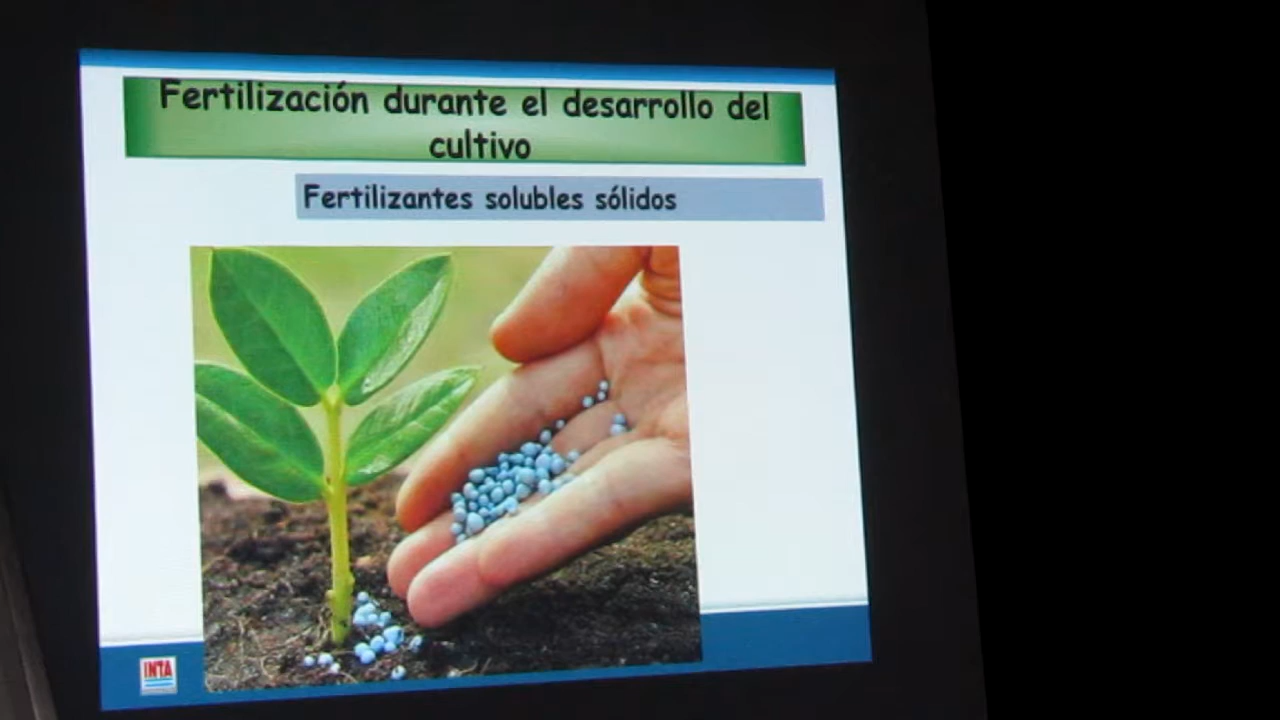 Fertilización durante el desarrollo del
cultivo
Fertilizantes solubles sólidos
INTA